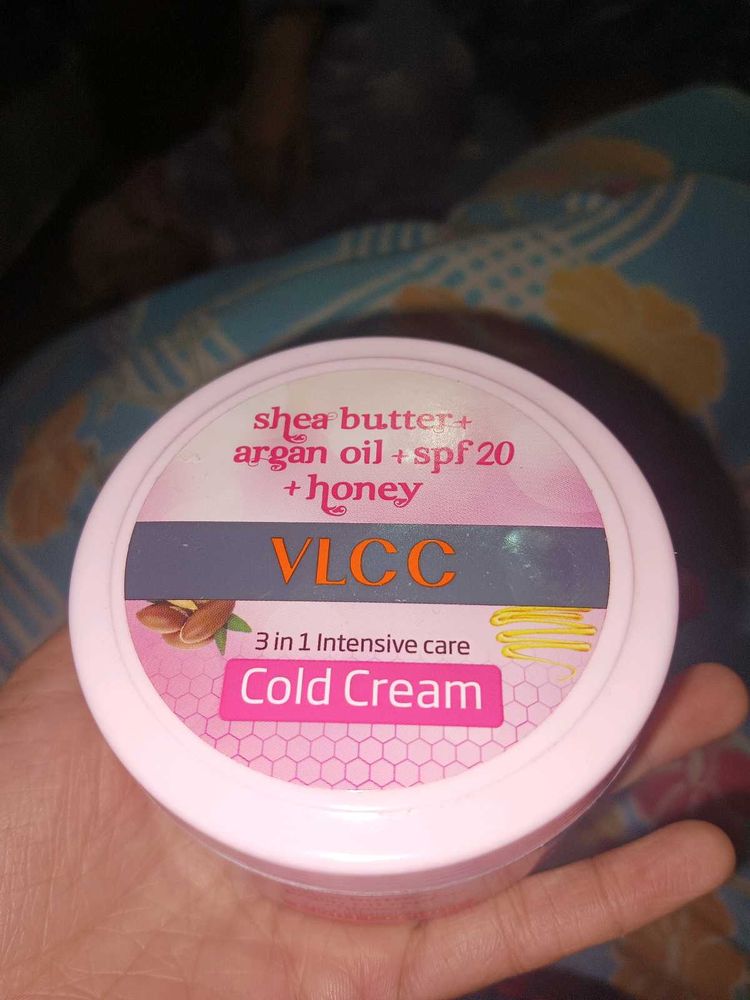 shea butter+
argan oil + spf 20
+ honey
VLCC
3 in 1 Intensive care
Cold Cream